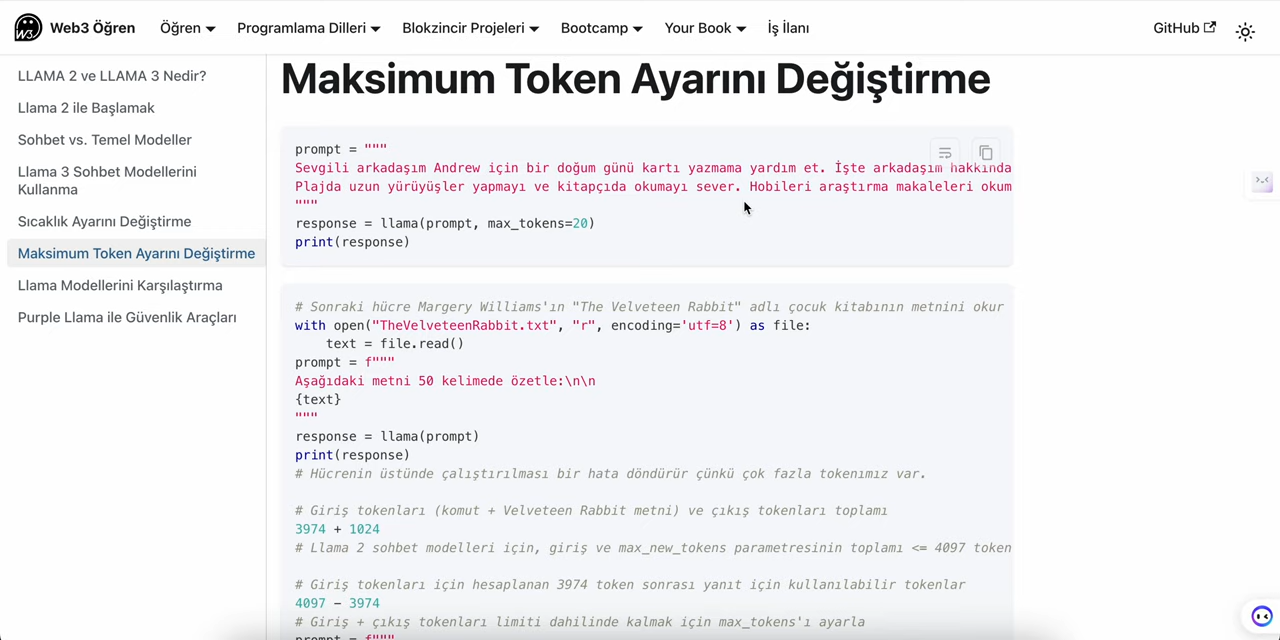 Web3 Öğren
Öğren
Programlama Dilleri
Blokzincir Projeleri
Bootcamp
Your Book
İş İlanı
GitHub
LLAMA 2 ve LLAMA 3 Nedir?
Llama 2 ile Başlamak
Sohbet vs. Temel Modeller
Llama 3 Sohbet Modellerini
Kullanma
Sıcaklık Ayarını Değiştirme
Maksimum Token Ayarını Değiştirme
Llama Modellerini Karşılaştırma
Purple Llama ile Güvenlik Araçları
Maksimum Token Ayarını Değiştirme
prompt = """
Sevgili arkadaşım Andrew için bir doğum günü kartı yazmama yardım et. İşte arkadaşım hakkında
Plajda uzun yürüyüşler yapmayı ve kitapçıda okumayı sever. Hobileri araştırma makaleleri okum
"""
response = llama(prompt, max_tokens=20)
print(response)
# Sonraki hücre Margery Williams'ın "The Velveteen Rabbit" adlı çocuk kitabının metnini okur
with open("TheVelveteenRabbit.txt", "r", encoding='utf=8') as file:
text = file.read()
prompt = f"""
Aşağıdaki metni 50 kelimede özetle:\n\n
{text}
"""
response = llama(prompt)
print(response)
# Hücrenin üstünde çalıştırılması bir hata döndürür çünkü çok fazla tokenımız var.
# Giriş tokenları (komut + Velveteen Rabbit metni) ve çıkış tokenları toplamı
3974 + 1024
# Llama 2 sohbet modelleri için, giriş ve max_new_tokens parametresinin toplamı <= 4097 token
# Giriş tokenları için hesaplanan 3974 token sonrası yanıt için kullanılabilir tokenlar
4097 - 3974
# Giriş + çıkış tokenları limiti dahilinde kalmak için max_tokens'ı ayarla
prompt = f"""